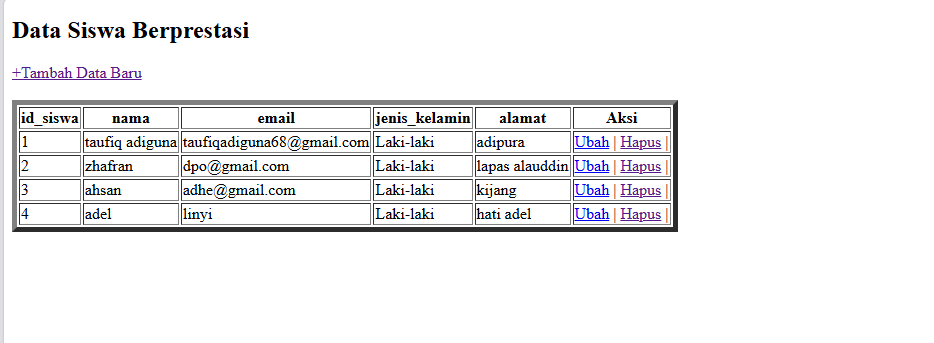 Data Siswa Berprestasi
+Tambah Data Baru
id_siswa nama email jenis_kelamin alamat Aksi
1 taufiq adiguna taufiqadiguna68@gmail.com Laki-laki adipura Ubah | Hapus |
2 zhafran dpo@gmail.com Laki-laki lapas alauddin Ubah | Hapus |
3 ahsan adhe@gmail.com Laki-laki kijang Ubah | Hapus |
4 adel linyi Laki-laki hati adel Ubah | Hapus |